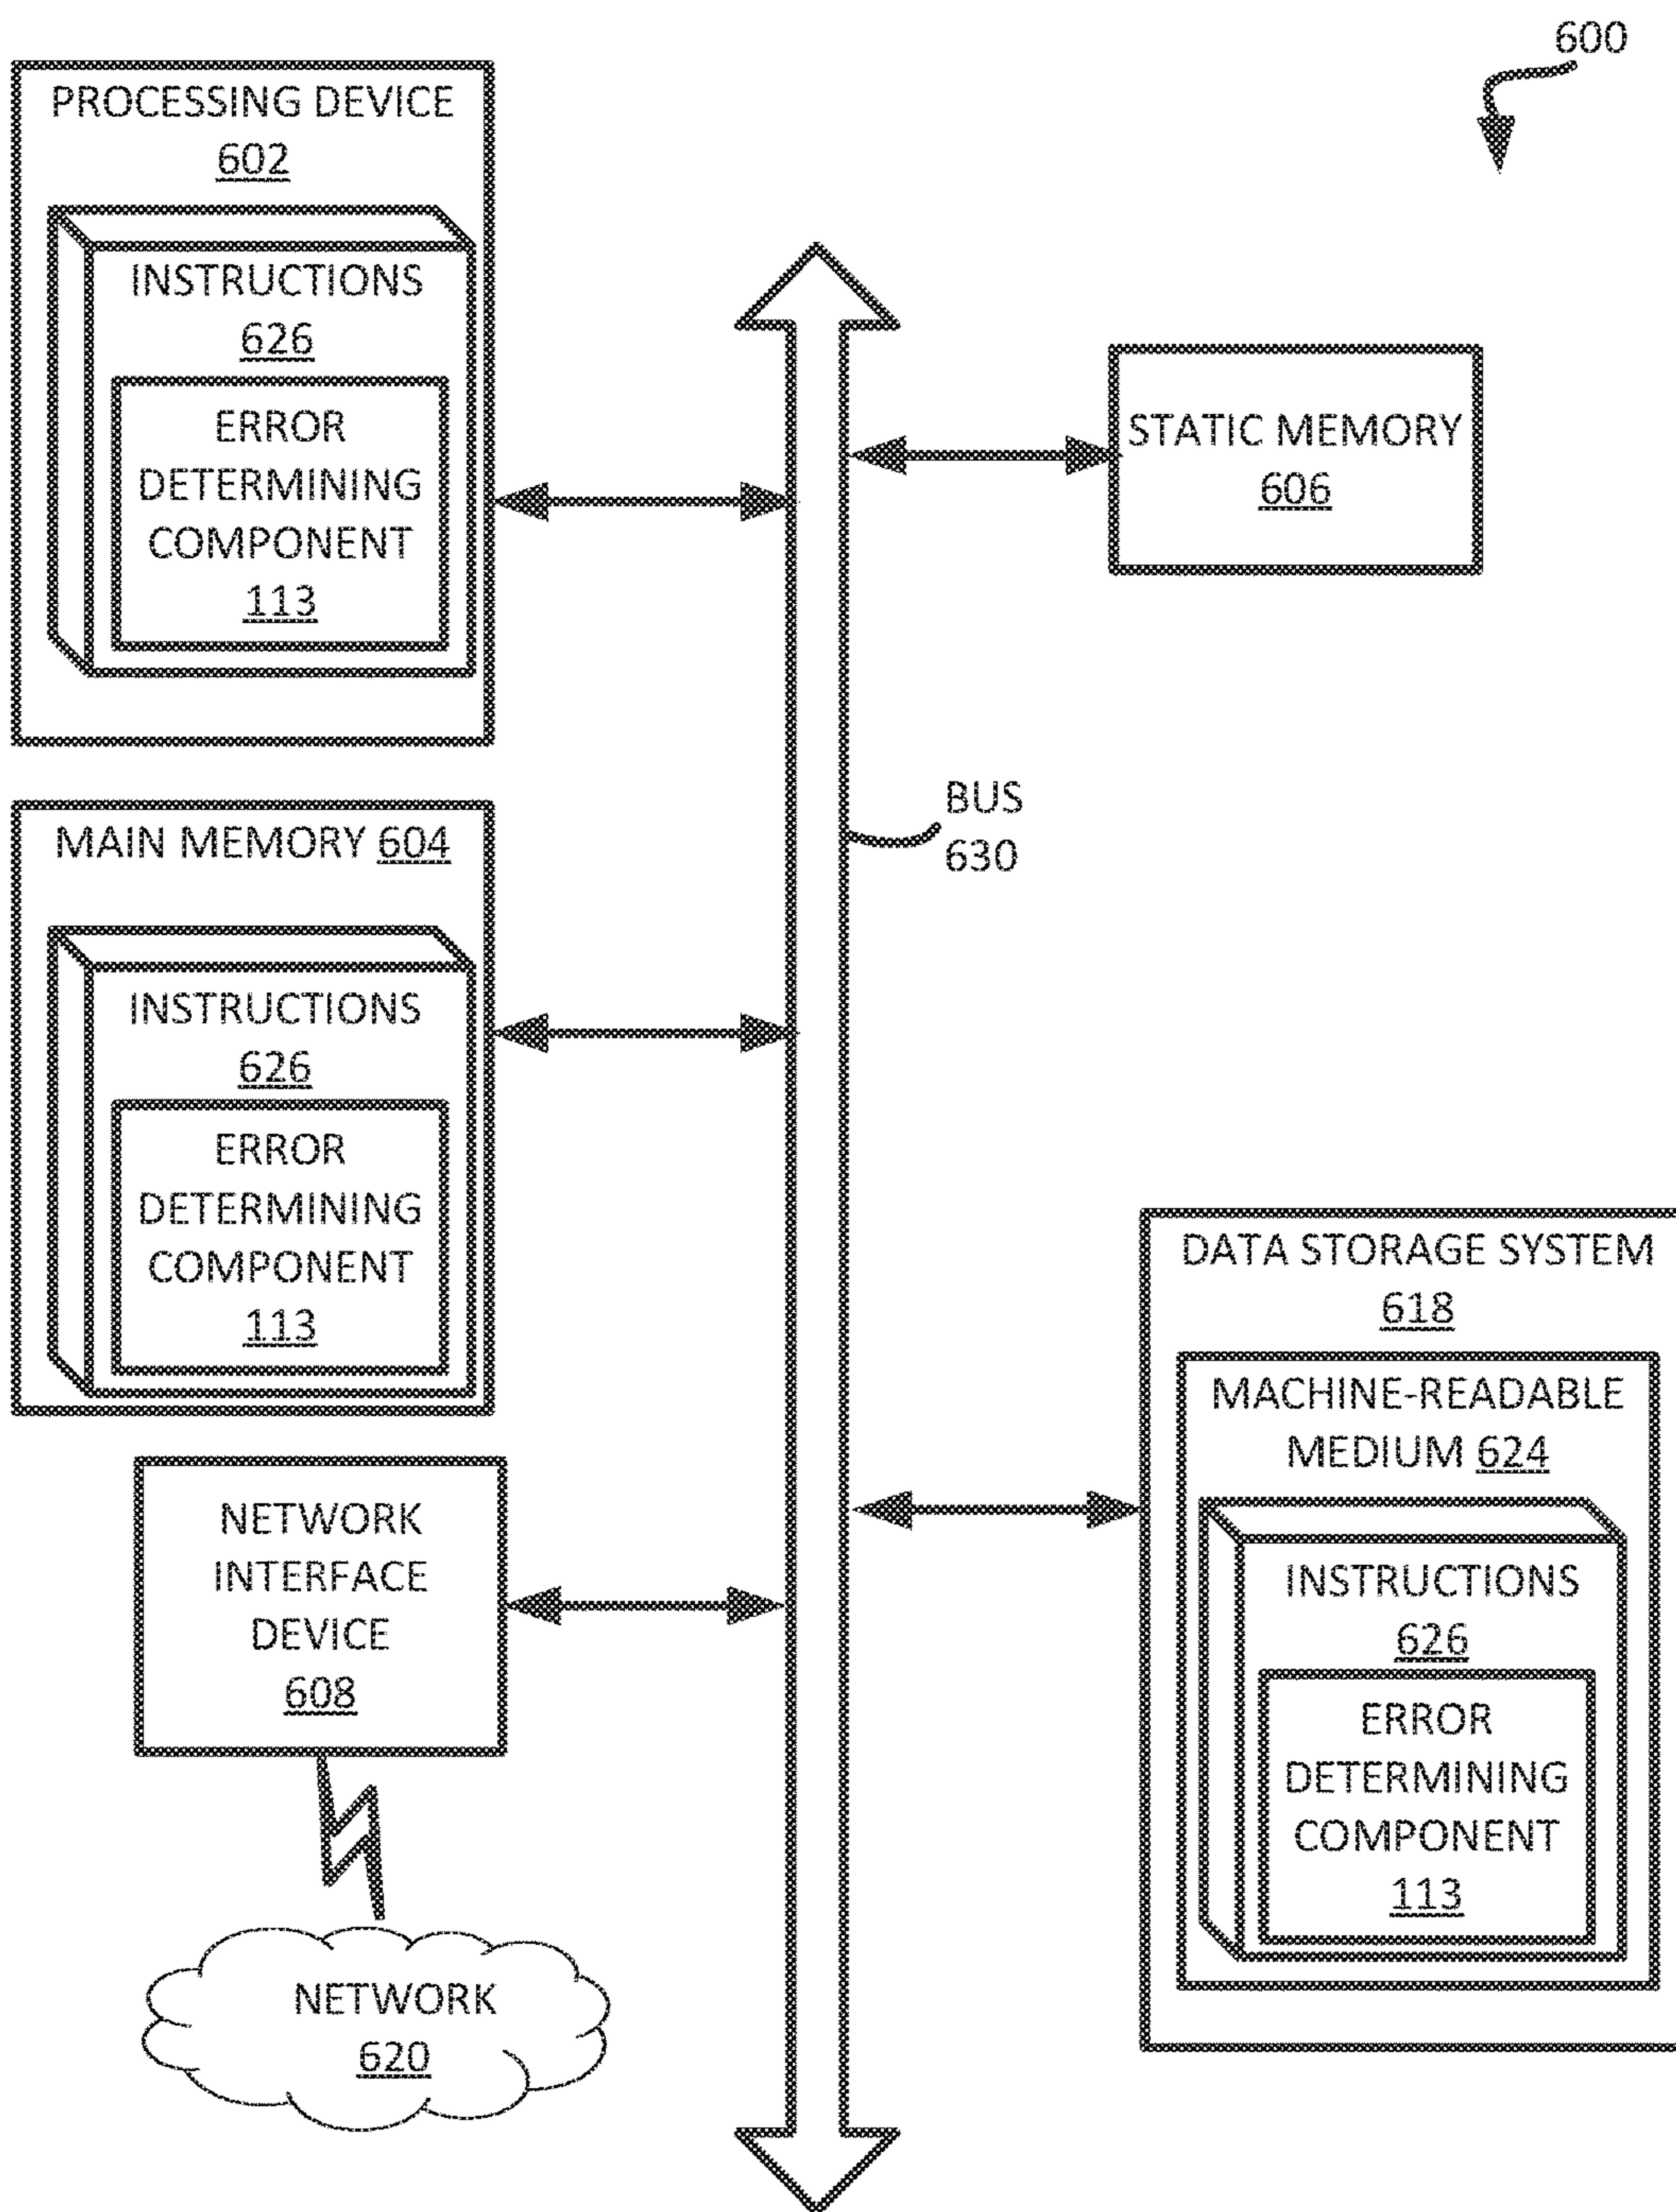 600
PROCESSING DEVICE
602
INSTRUCTIONS
626
ERROR
DETERMINING
COMPONENT
113
STATIC MEMORY
606
BUS
630
MAIN MEMORY 604
INSTRUCTIONS
626
ERROR
DETERMINING
COMPONENT
113
DATA STORAGE SYSTEM
618
MACHINE-READABLE
MEDIUM 624
INSTRUCTIONS
626
ERROR
DETERMINING
COMPONENT
113
NETWORK
INTERFACE
DEVICE
608
NETWORK
620